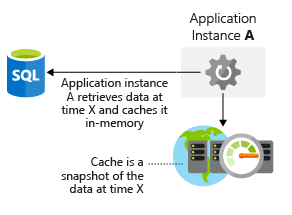 Application
Instance A
SQL
Application instance
A retrieves data at
time X and caches it
in-memory
Cache is a
snapshot of the
data at time X